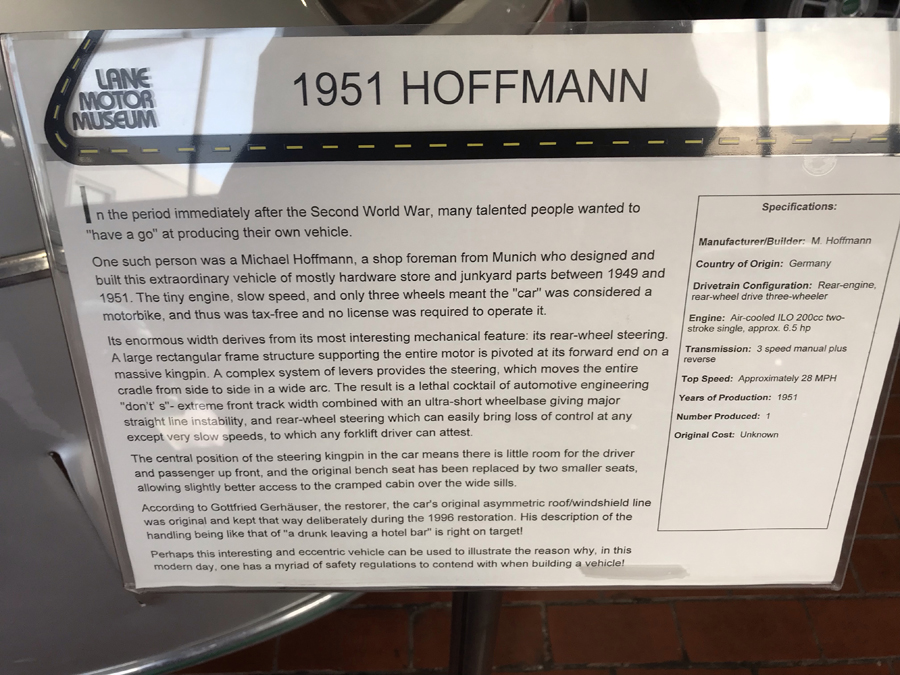 LANE
MOTOR
MUSEUM
1951 HOFFMANN
In the period immediately after the Second World War, many talented people wanted to
"have a go" at producing their own vehicle.
One such person was a Michael Hoffmann, a shop foreman from Munich who designed and
built this extraordinary vehicle of mostly hardware store and junkyard parts between 1949 and
1951. The tiny engine, slow speed, and only three wheels meant the "car" was considered a
motorbike, and thus was tax-free and no license was required to operate it.
Its enormous width derives from its most interesting mechanical feature: its rear-wheel steering.
A large rectangular frame structure supporting the entire motor is pivoted at its forward end on a
massive kingpin. A complex system of levers provides the steering, which moves the entire
cradle from side to side in a wide arc. The result is a lethal cocktail of automotive engineering
"don't' s"- extreme front track width combined with an ultra-short wheelbase giving major
straight line instability, and rear-wheel steering which can easily bring loss of control at any
except very slow speeds, to which any forklift driver can attest.
The central position of the steering kingpin in the car means there is little room for the driver
and passenger up front, and the original bench seat has been replaced by two smaller seats,
allowing slightly better access to the cramped cabin over the wide sills.
According to Gottfried Gerhäuser, the restorer, the car's original asymmetric roof/windshield line
was original and kept that way deliberately during the 1996 restoration. His description of the
handling being like that of "a drunk leaving a hotel bar" is right on target!
Perhaps this interesting and eccentric vehicle can be used to illustrate the reason why, in this
modern day, one has a myriad of safety regulations to contend with when building a vehicle!
Specifications:
Manufacturer/Builder: M. Hoffmann
Country of Origin: Germany
Drivetrain Configuration: Rear-engine,
rear-wheel drive three-wheeler
Engine: Air-cooled ILO 200cc two-
stroke single, approx. 6.5 hp
Transmission: 3 speed manual plus
reverse
Top Speed: Approximately 28 MPH
Years of Production: 1951
Number Produced: 1
Original Cost: Unknown